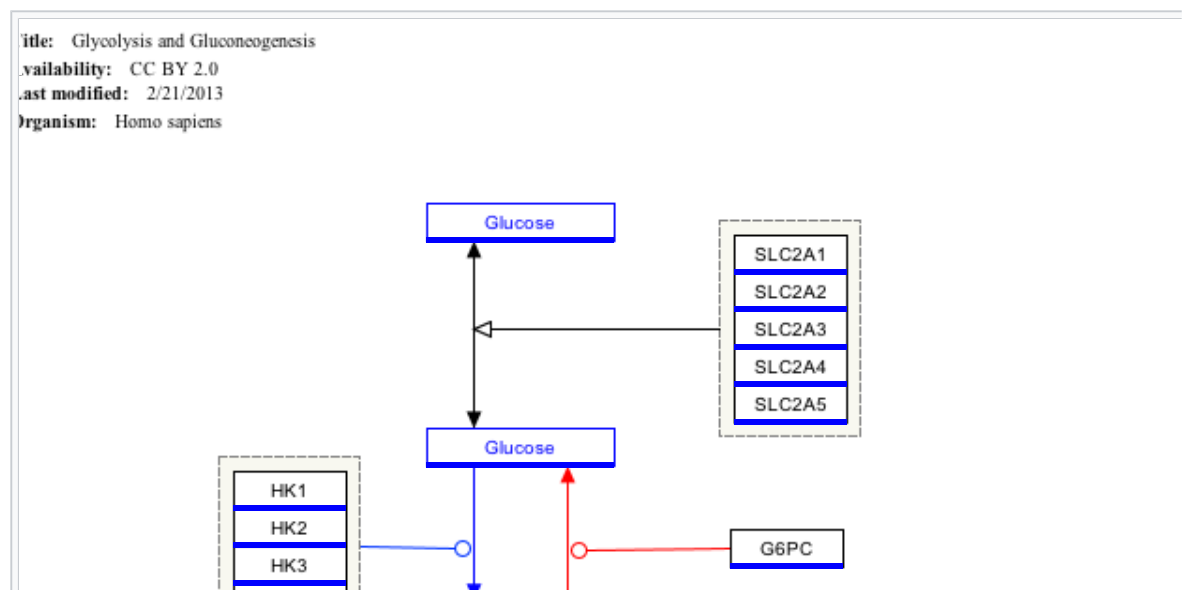 itle: Glycolysis and Gluconeogenesis
vailability: CC BY 2.0
ast modified: 2/21/2013
rganism: Homo sapiens
Glucose
SLC2A1
SLC2A2
SLC2A3
SLC2A4
SLC2A5
Glucose
HK1
HK2
HK3
G6PC